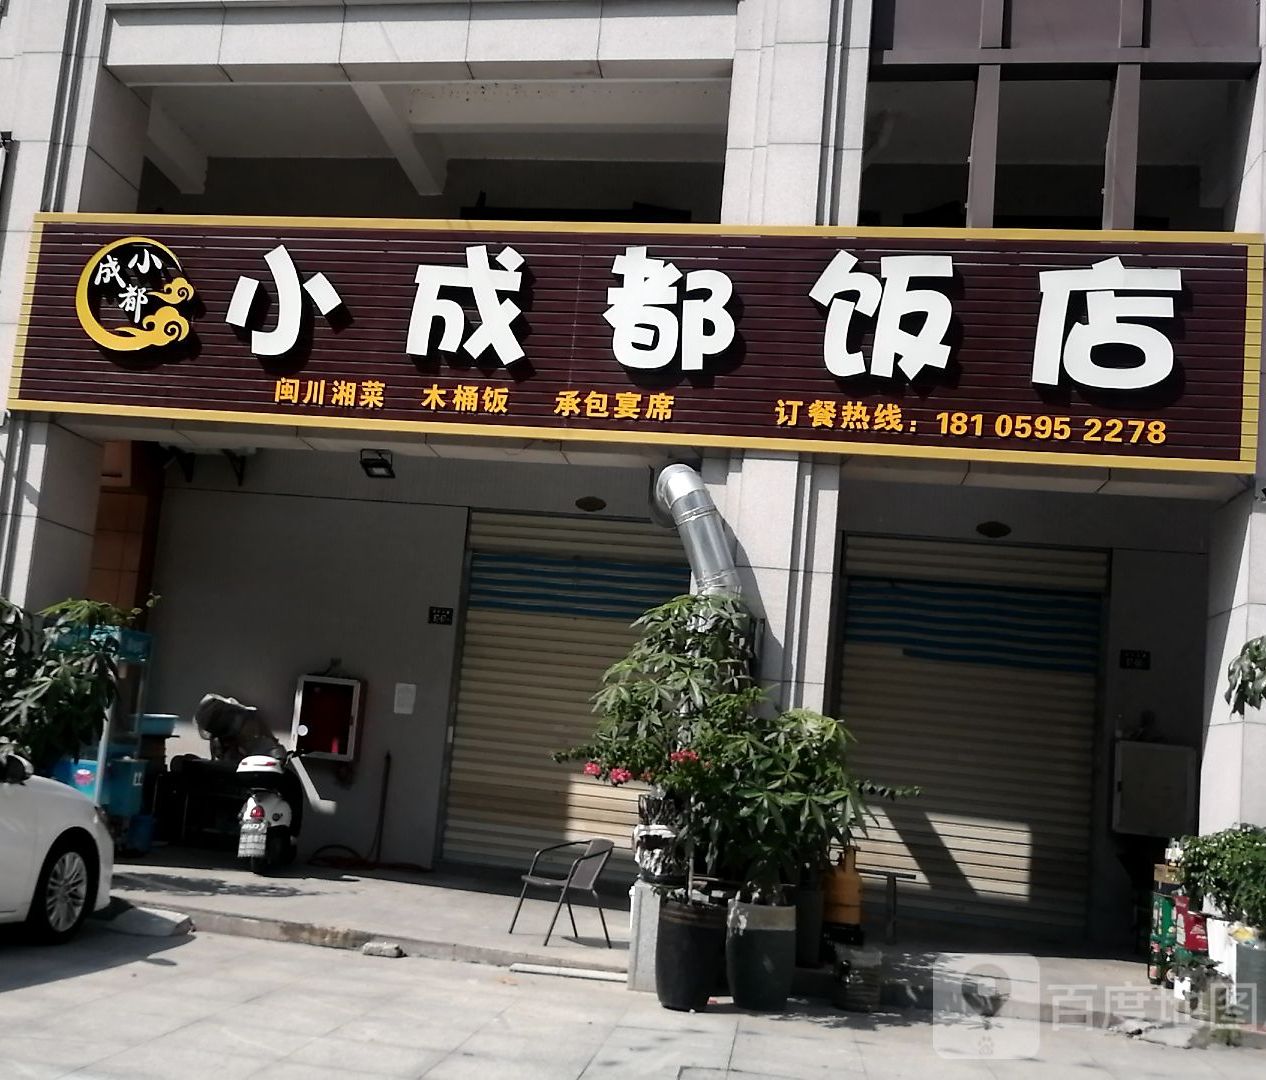 小成都
小成都饭店
闽川湘菜 木桶饭 承包宴席 订餐热线：181 0595 2278
百度地图